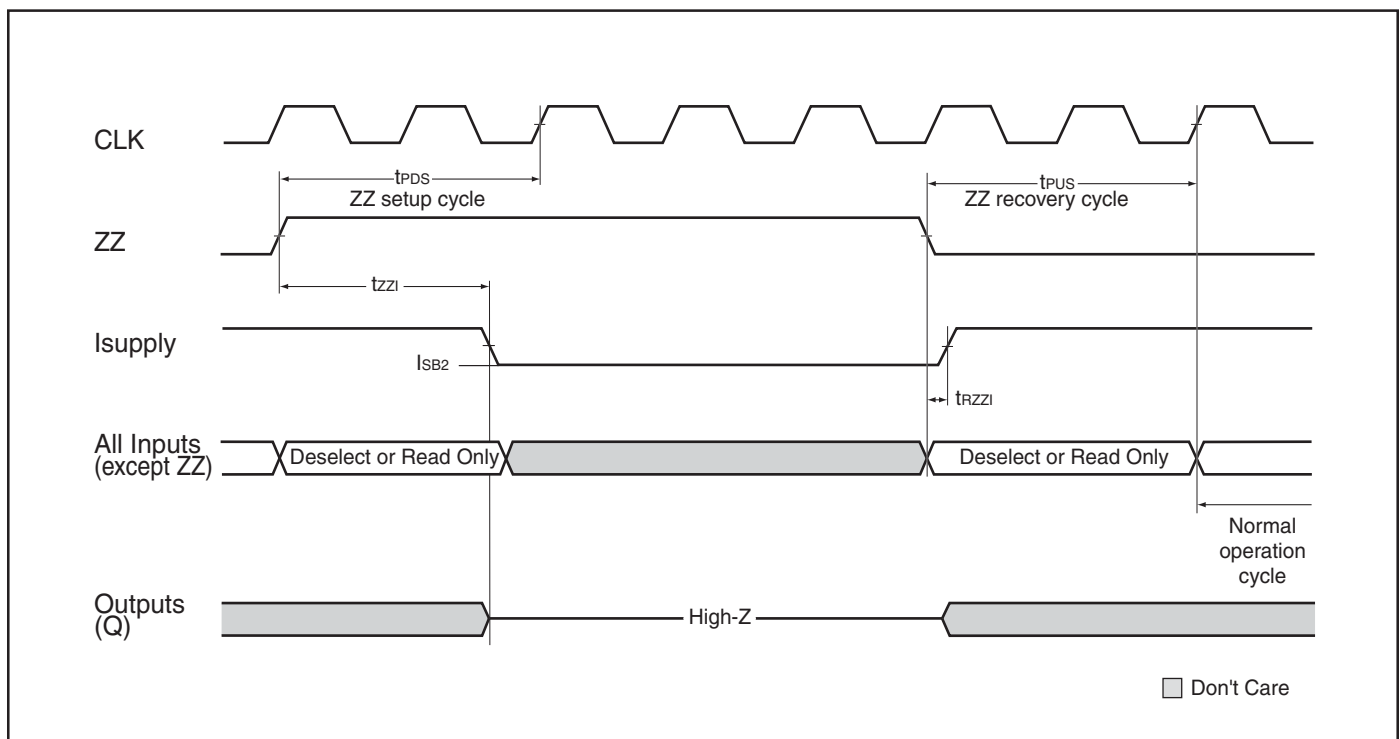 CLK
tPDS
ZZ setup cycle
tPUS
ZZ recovery cycle
ZZ
tZZI
Isupply
ISB2
tRZZI
All Inputs
(except ZZ)
Deselect or Read Only
Deselect or Read Only
Normal
operation
cycle
Outputs
(Q)
High-Z
Don't Care